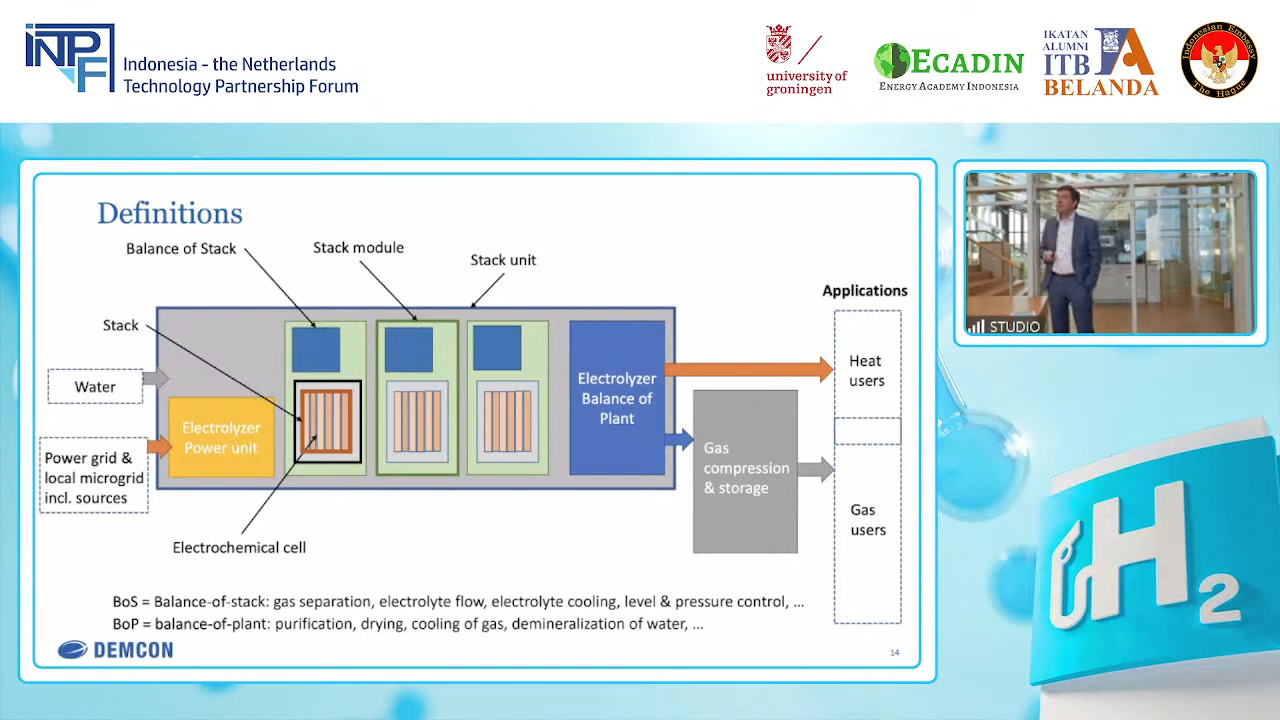 INPF
Indonesia - the Netherlands
Technology Partnership Forum
university of
groningen
ECADIN
ENERGY ACADEMY INDONESIA
IKATAN
ALUMNI
ITB
BELANDA
Indonesian Embassy
The Hague
Definitions
Balance of Stack
Stack module
Stack unit
Applications
Stack
Water
Electrolyzer
Power unit
Power grid &
local microgrid
incl. sources
Electrolyzer
Balance of
Plant
Heat
users
Gas
compression
& storage
Gas
users
Electrochemical cell
BoS = Balance-of-stack: gas separation, electrolyte flow, electrolyte cooling, level & pressure control, ...
BoP = balance-of-plant: purification, drying, cooling of gas, demineralization of water, ...
DEMCON
14
STUDIO
H2